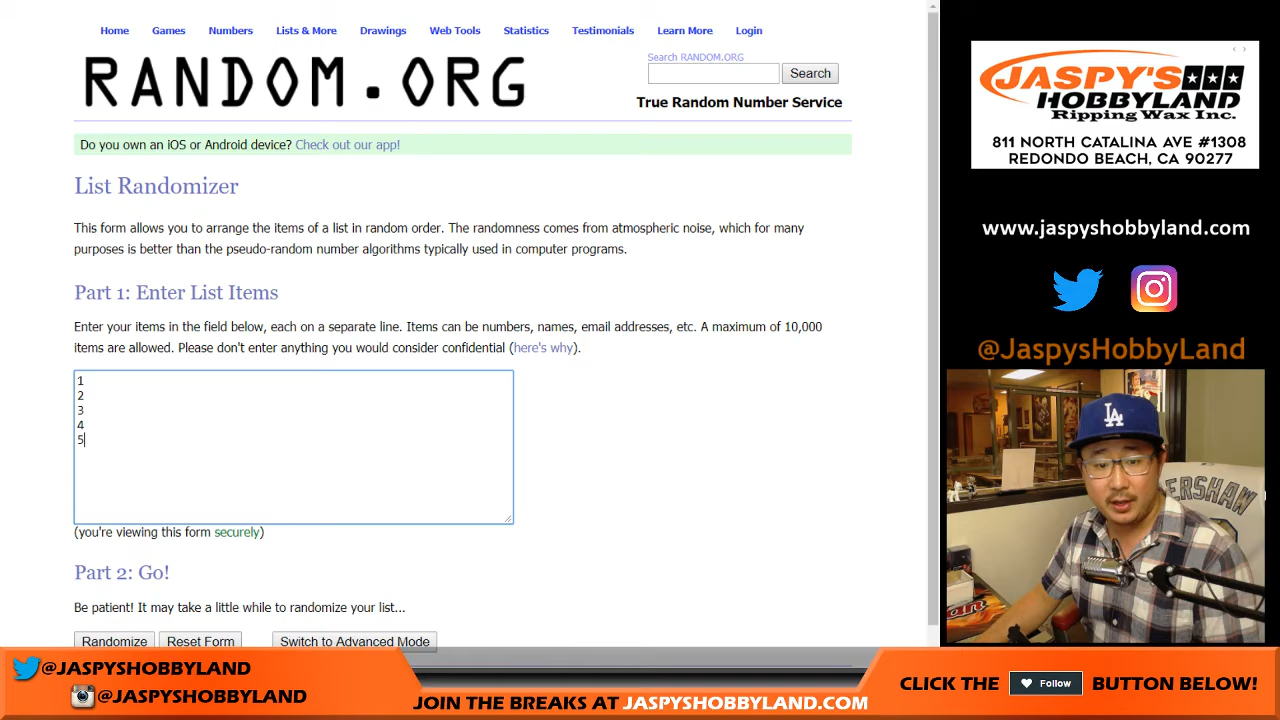 Home Games Numbers Lists & More Drawings Web Tools Statistics Testimonials Learn More Login
RANDOM.ORG
Search RANDOM.ORG
Search
True Random Number Service
Do you own an iOS or Android device? Check out our app!
List Randomizer
This form allows you to arrange the items of a list in random order. The randomness comes from atmospheric noise, which for many
purposes is better than the pseudo-random number algorithms typically used in computer programs.
Part 1: Enter List Items
Enter your items in the field below, each on a separate line. Items can be numbers, names, email addresses, etc. A maximum of 10,000
items are allowed. Please don't enter anything you would consider confidential (here's why).
1
2
3
4
5
(you're viewing this form securely)
Part 2: Go!
Be patient! It may take a little while to randomize your list...
Randomize Reset Form Switch to Advanced Mode
JASPY'S
HOBBYLAND
Ripping Wax Inc.
811 NORTH CATALINA AVE #1308
REDONDO BEACH, CA 90277
www.jaspyshobbyland.com
@JaspysHobbyLand
LA
ERSHAW
@JASPYSHOBBYLAND
@JASPYSHOBBYLAND
JOIN THE BREAKS AT JASPYSHOBBYLAND.COM
CLICK THE Follow BUTTON BELOW!